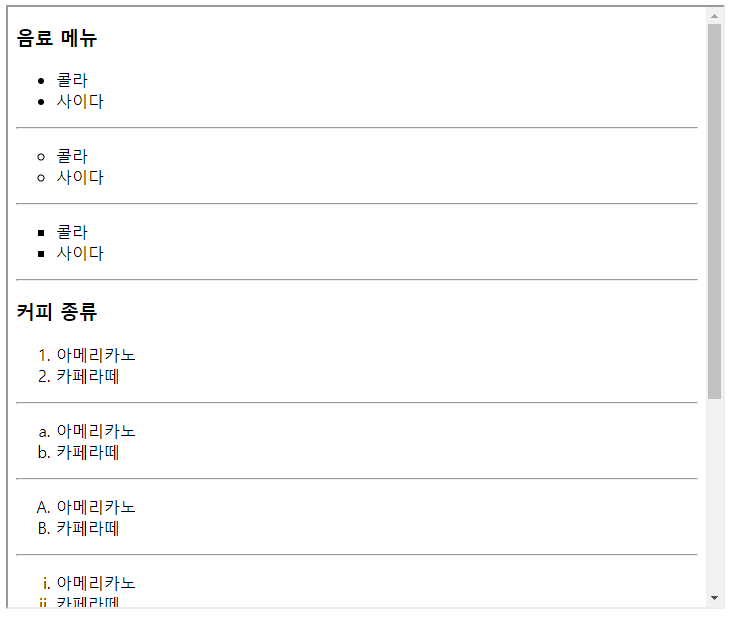 음료 메뉴
● 콜라
● 사이다
○ 콜라
○ 사이다
■ 콜라
■ 사이다
커피 종류
1. 아메리카노
2. 카페라떼
a. 아메리카노
b. 카페라떼
A. 아메리카노
B. 카페라떼
i. 아메리카노
ii. 카페라떼